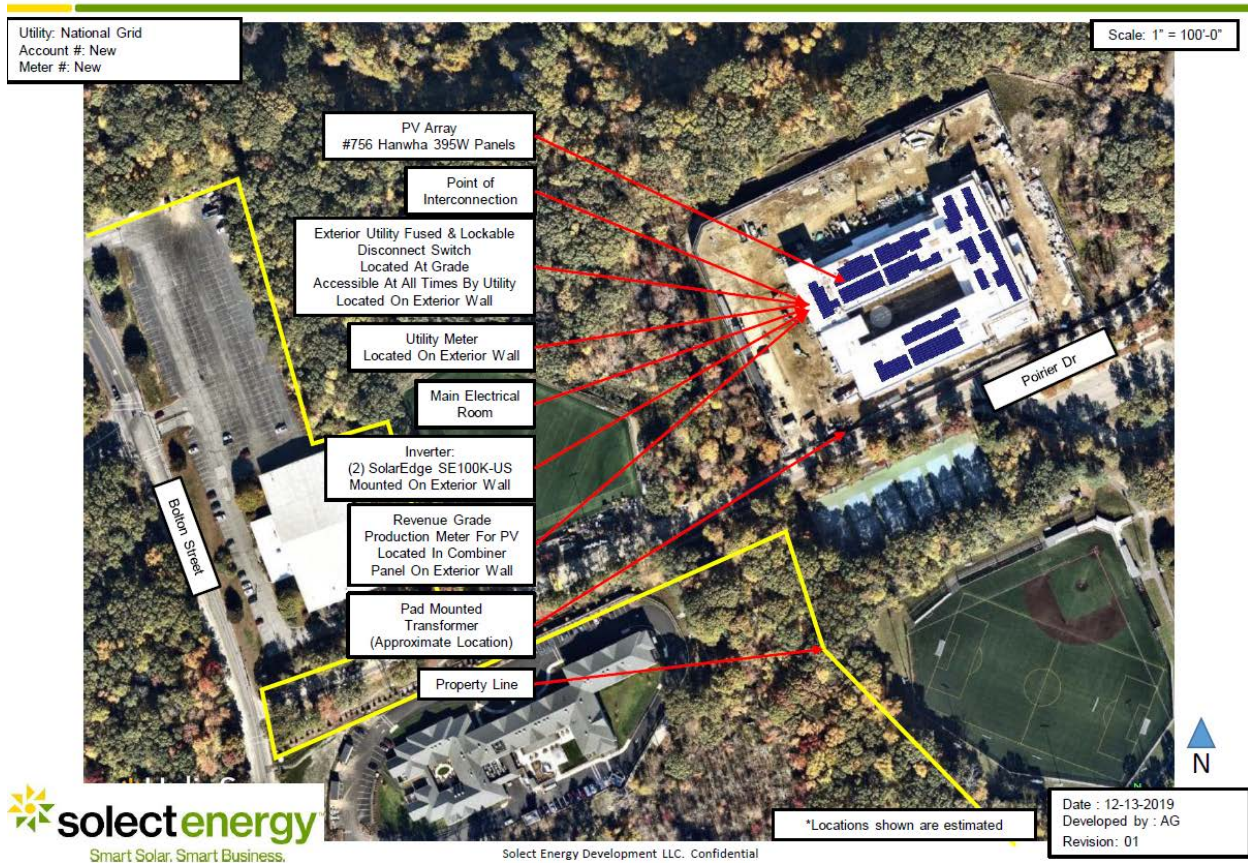 Utility: National Grid
Account #: New
Meter #: New
Scale: 1” = 100’-0”
PV Array
#756 Hanwha 395W Panels
Point of
Interconnection
Exterior Utility Fused & Lockable
Disconnect Switch
Located At Grade
Accessible At All Times By Utility
Located On Exterior Wall
Utility Meter
Located On Exterior Wall
Main Electrical
Room
Inverter:
(2) SolarEdge SE100K-US
Mounted On Exterior Wall
Revenue Grade
Production Meter For PV
Located In Combiner
Panel On Exterior Wall
Pad Mounted
Transformer
(Approximate Location)
Property Line
Poirier Dr
Bolton Street
N
solectenergy
Smart Solar. Smart Business.
*Locations shown are estimated
Date : 12-13-2019
Developed by : AG
Revision: 01
Solect Energy Development LLC. Confidential